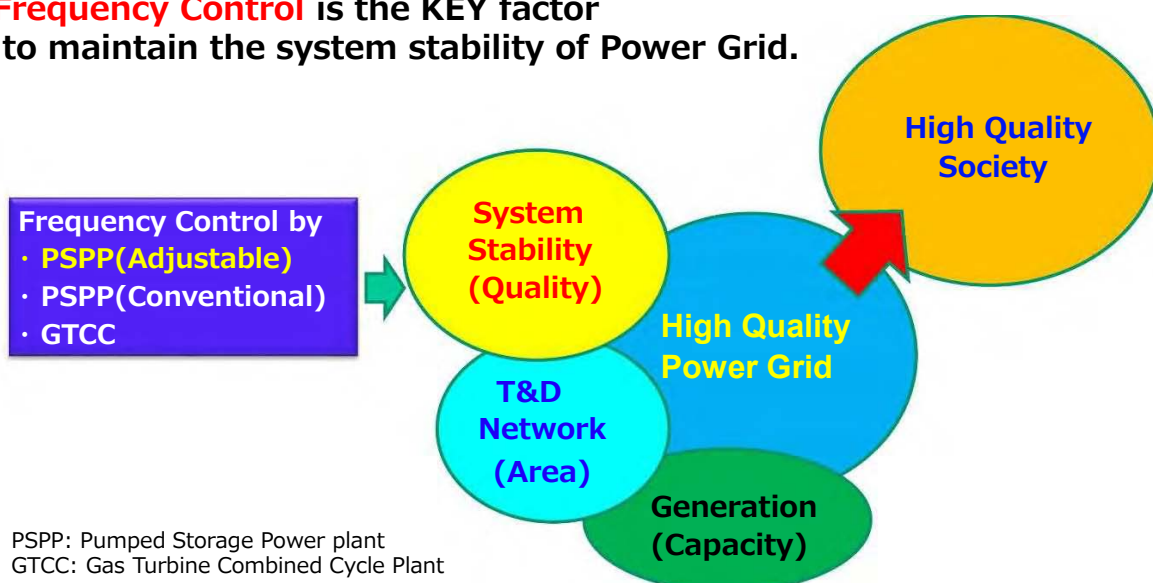 Frequency Control is the KEY factor
to maintain the system stability of Power Grid.
High Quality
Society
Frequency Control by
・PSPP(Adjustable)
・PSPP(Conventional)
・GTCC
System
Stability
(Quality)
High Quality
Power Grid
T&D
Network
(Area)
Generation
(Capacity)
PSPP: Pumped Storage Power plant
GTCC: Gas Turbine Combined Cycle Plant